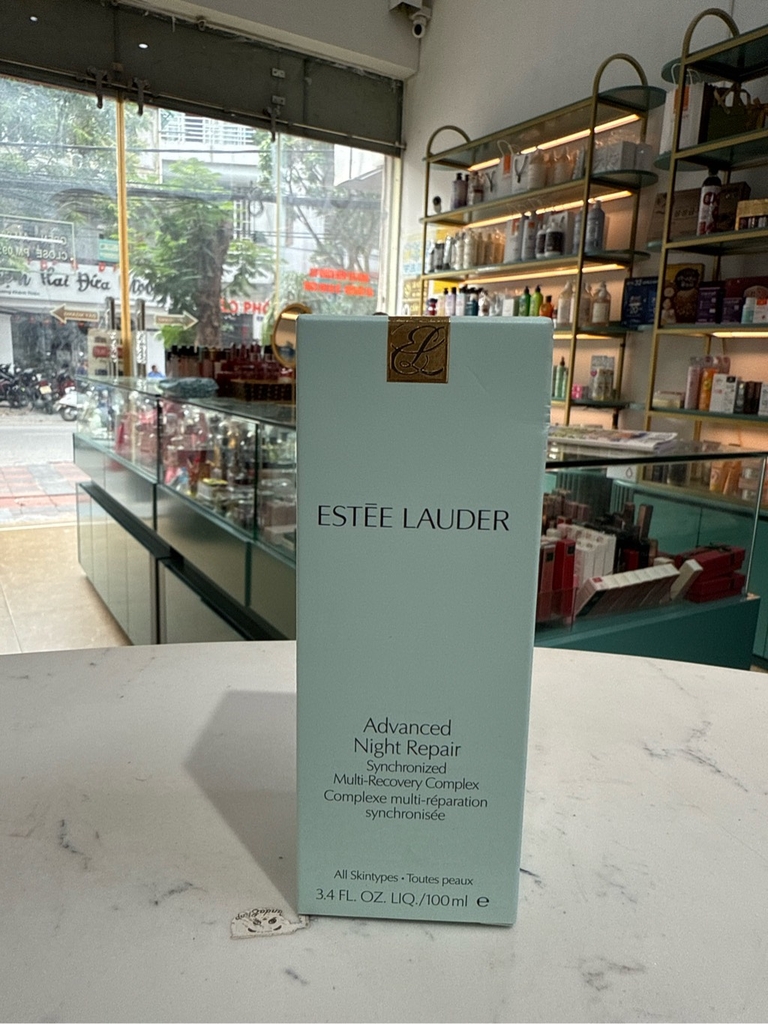 ESTĒE LAUDER
Advanced
Night Repair
Synchronized
Multi-Recovery Complex
Complexe multi-réparation
synchronisée
All Skintypes • Toutes peaux
3.4 FL. OZ. LIQ./100 ml e